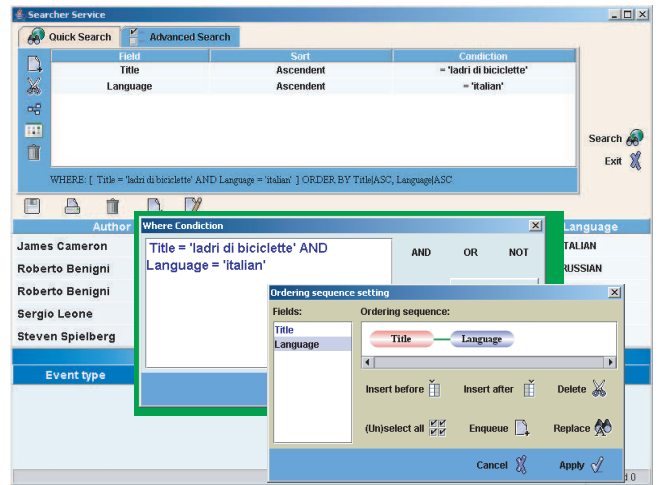 Searcher Service
Quick Search
Advanced Search
Field Sort Condiction
Title Ascendent = 'ladri di biciclette'
Language Ascendent = 'italian'
Search
Exit
WHERE: [ Title = 'ladri di biciclette' AND Language = 'italian' ] ORDER BY Title|ASC, Language|ASC
Author
Language
James Cameron
Roberto Benigni
RUSSIAN
Roberto Benigni
Sergio Leone
Steven Spielberg
Event type
Where Condition
Title = 'ladri di biciclette' AND
Language = 'italian'
AND OR NOT
Ordering sequence setting
Fields:
Title
Language
Ordering sequence:
Title Language
Insert before Insert after Delete
(Un)select all Enqueue Replace
Cancel Apply